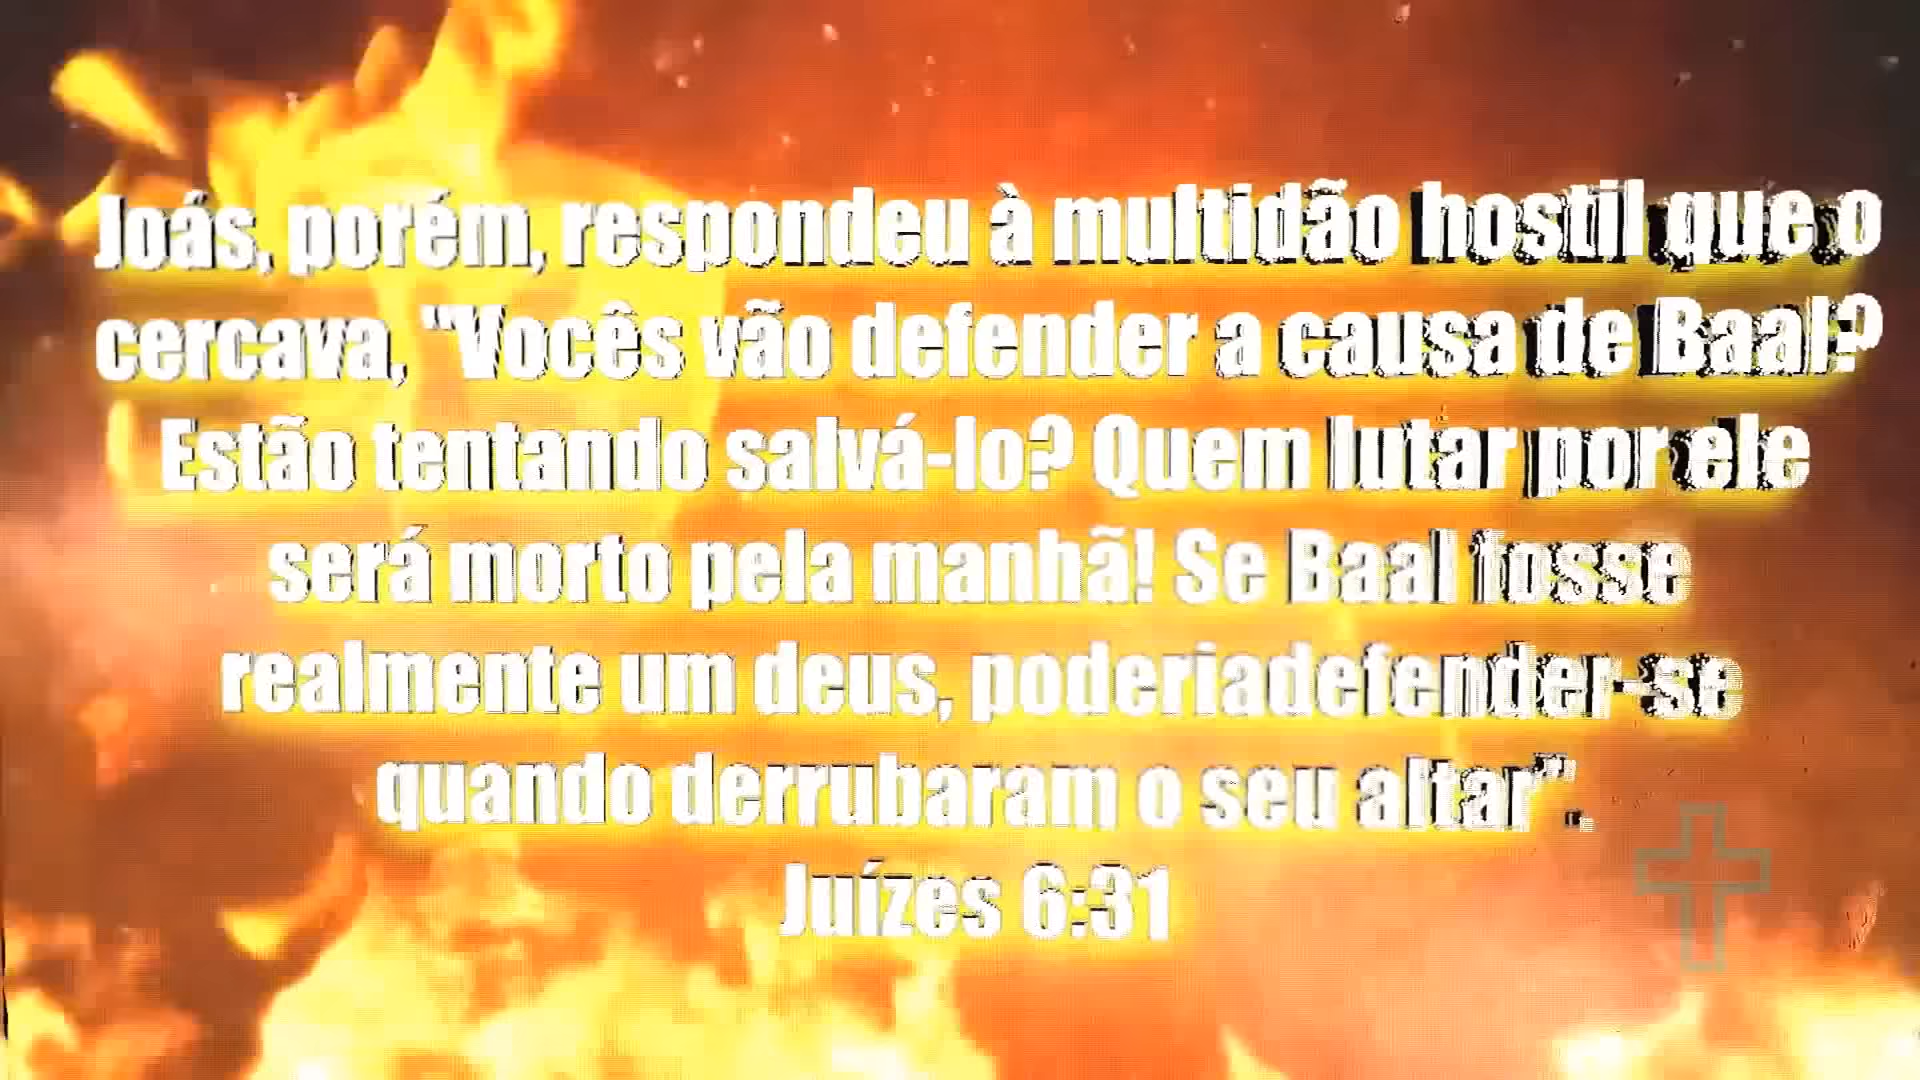 Joás, porém, respondeu à multidão hostil que o
cercava, "Vocês vão defender a causa de Baal?
Estão tentando salvá-lo? Quem lutar por ele
será morto pela manhã! Se Baal fosse
realmente um deus, poderiadefender-se
quando derrubaram o seu altar".
Juízes 6:31